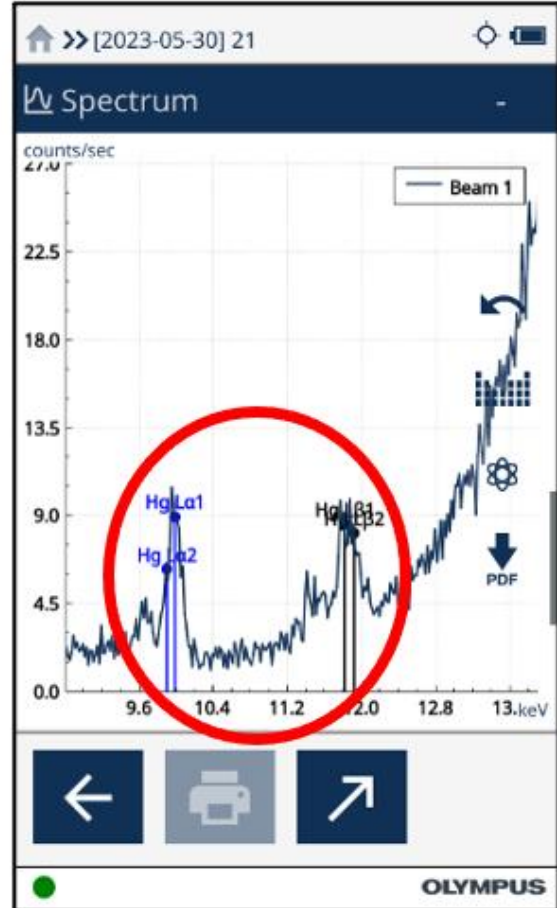 >> [2023-05-30] 21
Spectrum -
counts/sec
27.0
Beam 1
22.5
18.0
13.5
9.0
4.5
0.0
Hg Lα1
Hg Lα2
PDF
9.6 10.4 11.2 12.0 12.8 13. keV
OLYMPUS